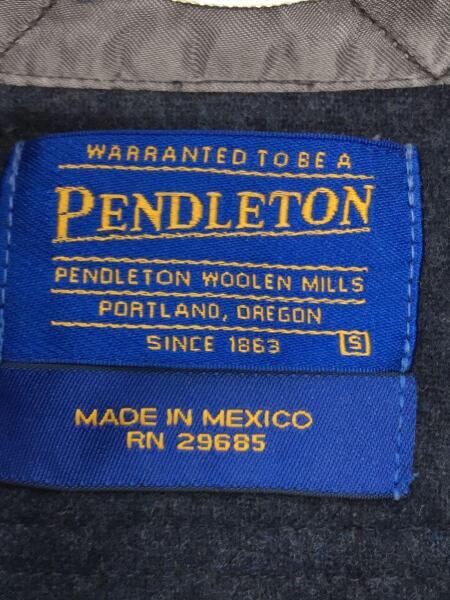 WARRANTED TO BE A
PENDLETON
PENDLETON WOOLEN MILLS
PORTLAND, OREGON
SINCE 1863 S
MADE IN MEXICO
RN 29685